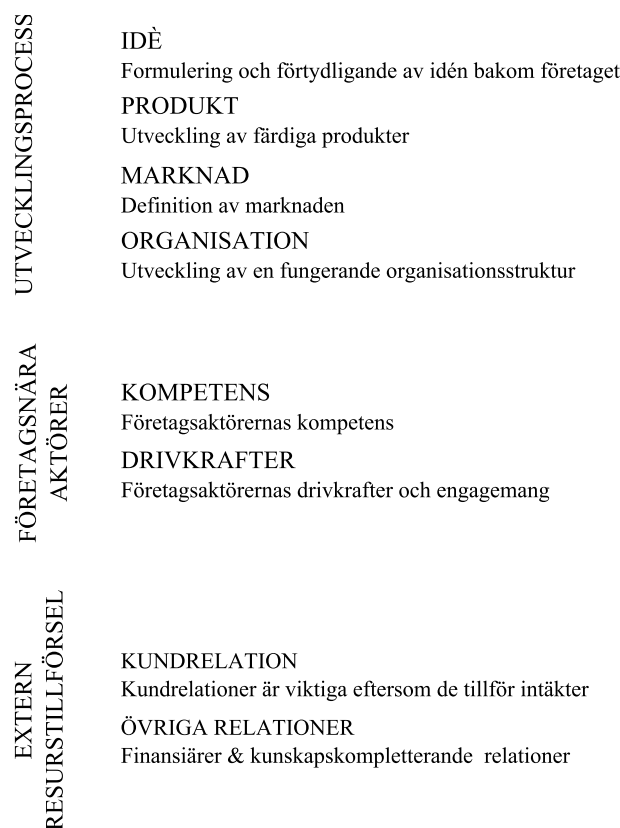 UTVECKLINGSPROCESS
IDÈ
Formulering och förtydligande av idén bakom företaget
PRODUKT
Utveckling av färdiga produkter
MARKNAD
Definition av marknaden
ORGANISATION
Utveckling av en fungerande organisationsstruktur
FÖRETAGSNÄRA
AKTÖRER
KOMPETENS
Företagsaktörernas kompetens
DRIVKRAFTER
Företagsaktörernas drivkrafter och engagemang
EXTERN
RESURSTILLFÖRSEL
KUNDRELATION
Kundrelationer är viktiga eftersom de tillför intäkter
ÖVRIGA RELATIONER
Finansiärer & kunskapskompletterande  relationer